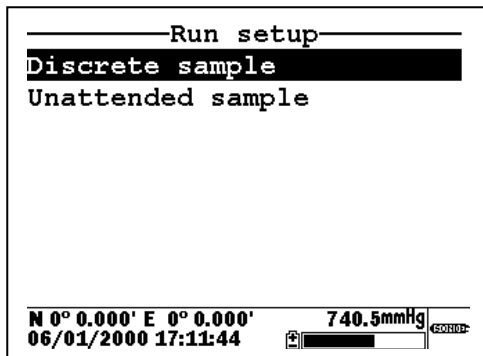 Run setup
Discrete sample
Unattended sample
N 0° 0.000' E 0° 0.000' 740.5mmHg
06/01/2000 17:11:44
SONDE